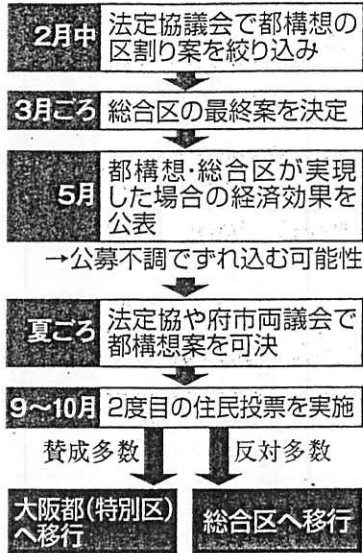 2月中
法定協議会で都構想の
区割り案を絞り込み
3月ごろ
総合区の最終案を決定
5月
都構想・総合区が実現
した場合の経済効果を
公表
→公募不調でずれ込む可能性
夏ごろ
法定協や府市両議会で
都構想案を可決
9〜10月
2度目の住民投票を実施
賛成多数
反対多数
大阪都(特別区)
へ移行
総合区へ移行